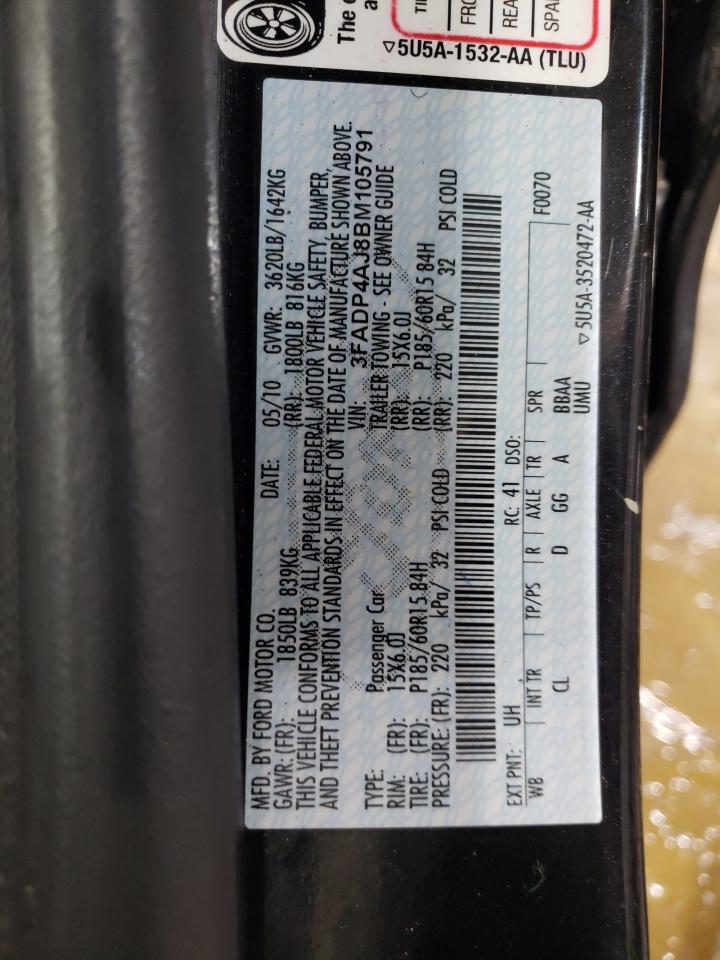 The
a
TI
FRO
REA
SPA
▽5U5A-1532-AA (TLU)
MFD. BY FORD MOTOR CO. DATE: 05/10 GVWR: 3620LB/1642KG
GAWR: (FR): 1850LB 839KG (RR): 1800LB 816KG
THIS VEHICLE CONFORMS TO ALL APPLICABLE FEDERAL MOTOR VEHICLE SAFETY, BUMPER,
AND THEFT PREVENTION STANDARDS IN EFFECT ON THE DATE OF MANUFACTURE SHOWN ABOVE.
VIN: 3FADP4AJ8BM105791
TYPE: Passenger Car TRAILER TOWING - SEE OWNER GUIDE
RIM: (FR): 15X6.0J (RR): 15X6.0J
TIRE: (FR): P185/60R15 84H (RR): P185/60R15 84H
PRESSURE: (FR): 220 kPa/ 32 PSI COLD (RR): 220 kPa/ 32 PSI COLD
EXT PNT: UH RC: 41 DSO: F0070
WB INT TR TP/PS R AXLE TR SPR
CL D GG A BBAA
UMU
▽5U5A-3520472-AA